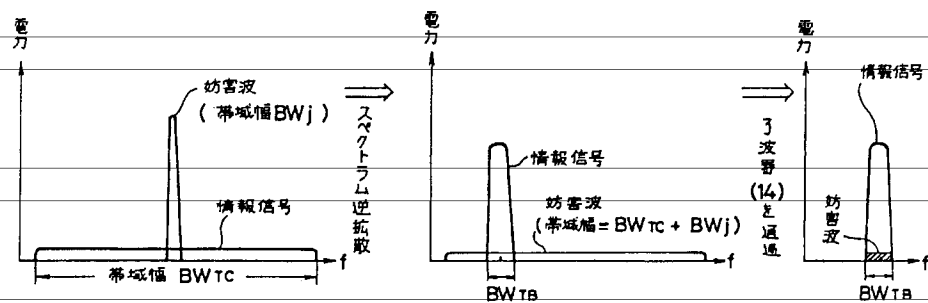 電力
妨害波
(帯域幅BWj)
情報信号
帯域幅 BWTC
f
スペクトラム逆拡散
電力
情報信号
妨害波
(帯域幅=BWTC+BWj)
f
BWTB
ろ波器(14)を通過
電力
情報信号
妨害波
f
BWTB